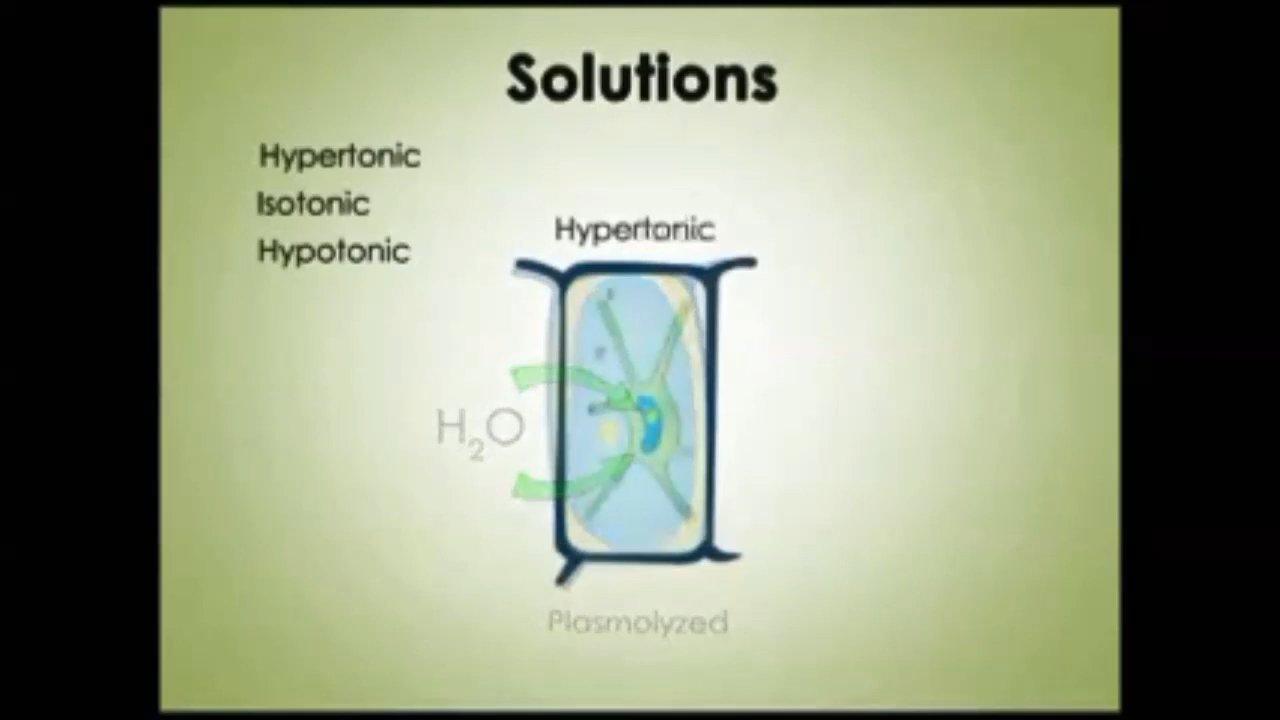 Solutions
Hypertonic
Isotonic
Hypotonic
Hypertonic
H₂O
Plasmolyzed